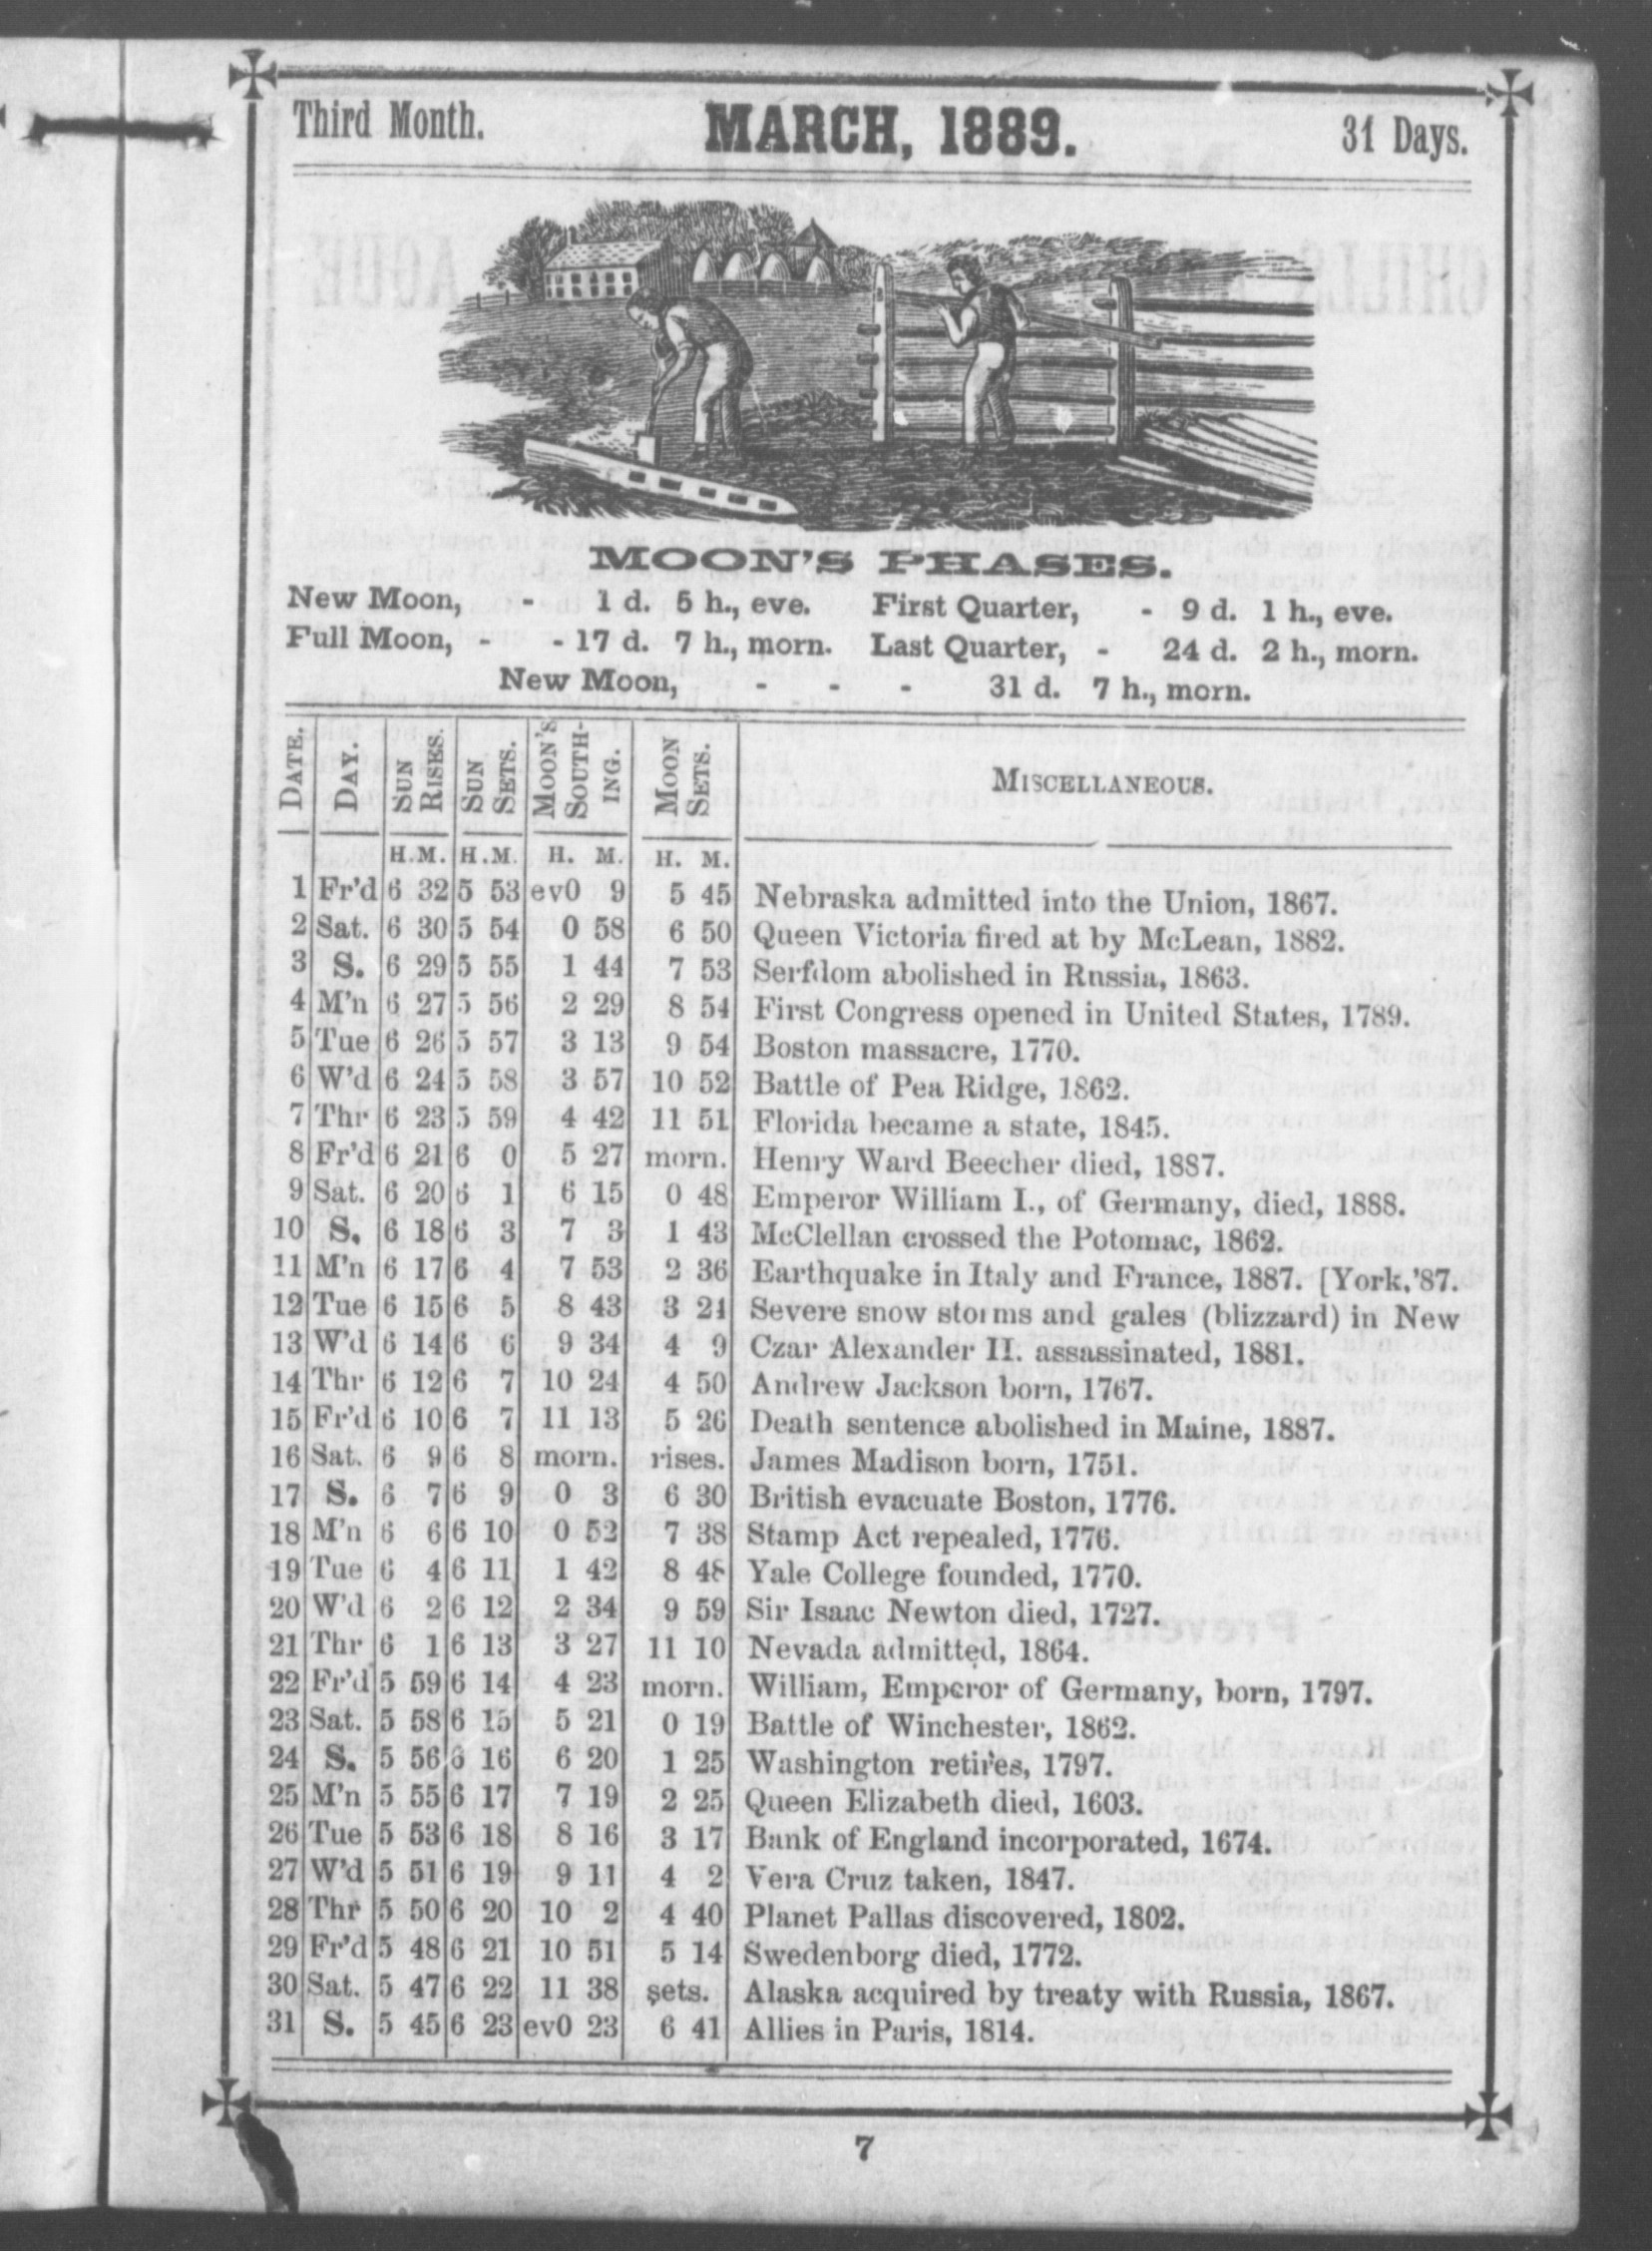 Third Month. MARCH, 1889. 31 Days.
MOON'S PHASES.
New Moon, - 1 d. 5 h., eve. First Quarter, - 9 d. 1 h., eve.
Full Moon, - - 17 d. 7 h., morn. Last Quarter, - 24 d. 2 h., morn.
New Moon, - - - 31 d. 7 h., morn.
DATE. DAY. SUN RISES. SUN SETS. MOON'S SOUTHING. MOON SETS. MISCELLANEOUS.
H. M. H. M. H. M. H. M.
1 Fr'd 6 32 5 53 ev0 9 5 45 Nebraska admitted into the Union, 1867.
2 Sat. 6 30 5 54 0 58 6 50 Queen Victoria fired at by McLean, 1882.
3 S. 6 29 5 55 1 44 7 53 Serfdom abolished in Russia, 1863.
4 M'n 6 27 5 56 2 29 8 54 First Congress opened in United States, 1789.
5 Tue 6 26 5 57 3 13 9 54 Boston massacre, 1770.
6 W'd 6 24 5 58 3 57 10 52 Battle of Pea Ridge, 1862.
7 Thr 6 23 5 59 4 42 11 51 Florida became a state, 1845.
8 Fr'd 6 21 6 0 5 27 morn. Henry Ward Beecher died, 1887.
9 Sat. 6 20 6 1 6 15 0 48 Emperor William I., of Germany, died, 1888.
10 S. 6 18 6 3 7 3 1 43 McClellan crossed the Potomac, 1862.
11 M'n 6 17 6 4 7 53 2 36 Earthquake in Italy and France, 1887. [York,'87.
12 Tue 6 15 6 5 8 43 3 24 Severe snow storms and gales (blizzard) in New
13 W'd 6 14 6 6 9 34 4 9 Czar Alexander II. assassinated, 1881.
14 Thr 6 12 6 7 10 24 4 50 Andrew Jackson born, 1767.
15 Fr'd 6 10 6 7 11 13 5 26 Death sentence abolished in Maine, 1887.
16 Sat. 6 9 6 8 morn. rises. James Madison born, 1751.
17 S. 6 7 6 9 0 3 6 30 British evacuate Boston, 1776.
18 M'n 6 6 6 10 0 52 7 38 Stamp Act repealed, 1776.
19 Tue 6 4 6 11 1 42 8 48 Yale College founded, 1770.
20 W'd 6 2 6 12 2 34 9 59 Sir Isaac Newton died, 1727.
21 Thr 6 1 6 13 3 27 11 10 Nevada admitted, 1864.
22 Fr'd 5 59 6 14 4 23 morn. William, Emperor of Germany, born, 1797.
23 Sat. 5 58 6 15 5 21 0 19 Battle of Winchester, 1862.
24 S. 5 56 6 16 6 20 1 25 Washington retires, 1797.
25 M'n 5 55 6 17 7 19 2 25 Queen Elizabeth died, 1603.
26 Tue 5 53 6 18 8 16 3 17 Bank of England incorporated, 1674.
27 W'd 5 51 6 19 9 11 4 2 Vera Cruz taken, 1847.
28 Thr 5 50 6 20 10 2 4 40 Planet Pallas discovered, 1802.
29 Fr'd 5 48 6 21 10 51 5 14 Swedenborg died, 1772.
30 Sat. 5 47 6 22 11 38 sets. Alaska acquired by treaty with Russia, 1867.
31 S. 5 45 6 23 ev0 23 6 41 Allies in Paris, 1814.
7